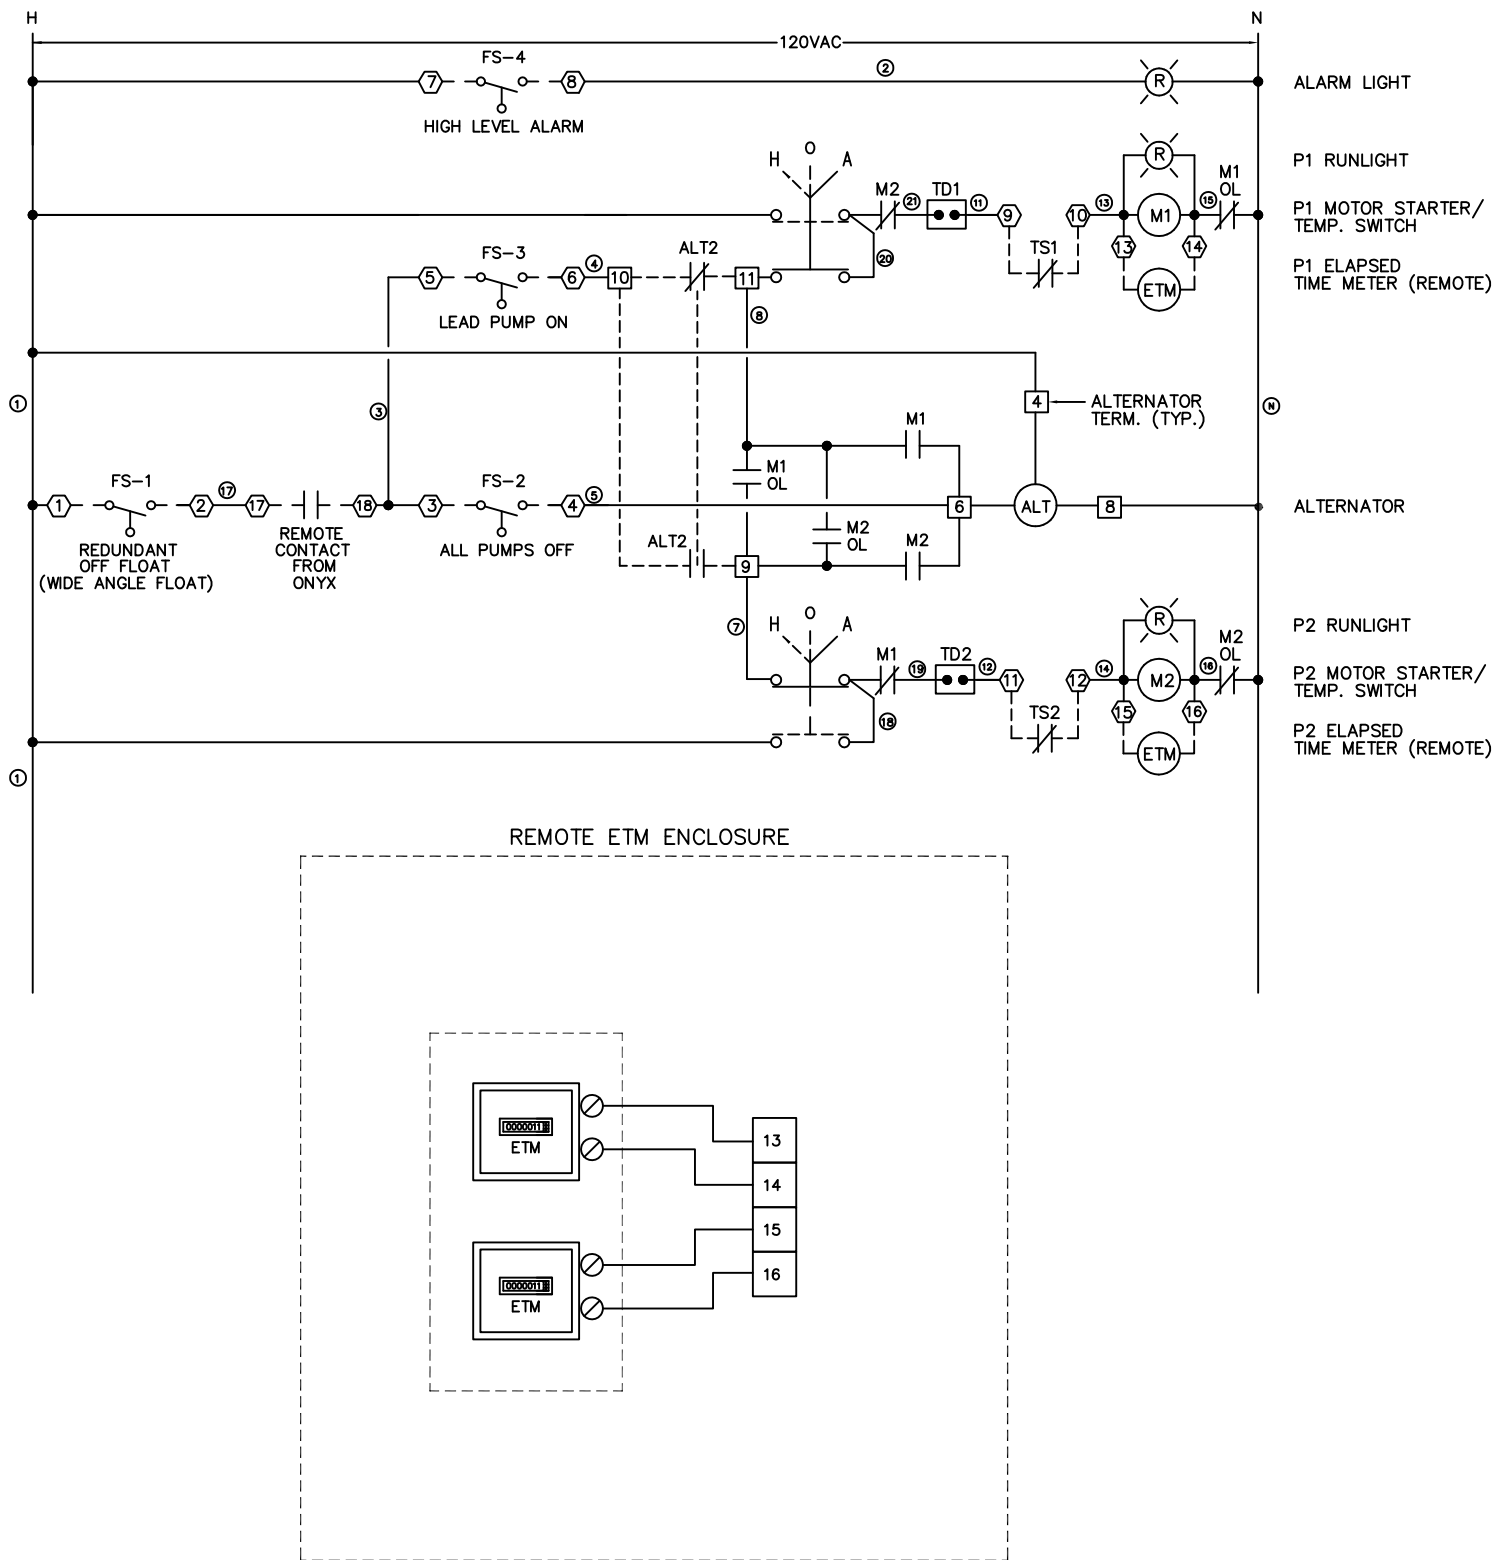 H
N
120VAC
FS-4
7
8
2
R
ALARM LIGHT
HIGH LEVEL ALARM
H O A
M2
21
TD1
11
9
10
13
R
P1 RUNLIGHT
M1
OL
M1
15
P1 MOTOR STARTER/
TEMP. SWITCH
TS1
13
14
20
FS-3
5
6
4
10
ALT2
11
LEAD PUMP ON
ETM
P1 ELAPSED
TIME METER (REMOTE)
8
1
3
4
ALTERNATOR
TERM. (TYP.)
N
M1
M1
OL
FS-1
1
2
17
17
18
FS-2
3
4
5
6
ALT
8
ALTERNATOR
REDUNDANT
OFF FLOAT
(WIDE ANGLE FLOAT)
REMOTE
CONTACT
FROM
ONYX
ALL PUMPS OFF
M2
OL
ALT2
9
M2
7
H O A
M1
19
TD2
12
11
12
14
R
P2 RUNLIGHT
M2
OL
M2
16
P2 MOTOR STARTER/
TEMP. SWITCH
TS2
15
16
18
ETM
P2 ELAPSED
TIME METER (REMOTE)
1
REMOTE ETM ENCLOSURE
000001
ETM
13
14
15
16
000001
ETM